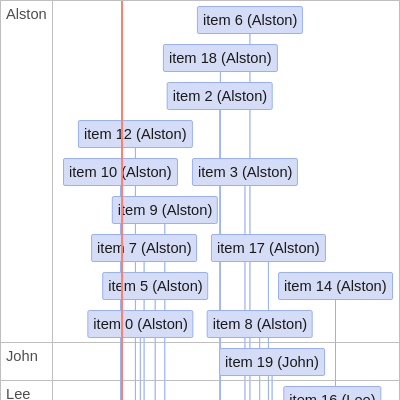 Alston
item 6 (Alston)
item 18 (Alston)
item 2 (Alston)
item 12 (Alston)
item 10 (Alston)
item 3 (Alston)
item 9 (Alston)
item 7 (Alston)
item 17 (Alston)
item 5 (Alston)
item 14 (Alston)
item 0 (Alston)
item 8 (Alston)
John
item 19 (John)
Lee
item 16 (Lee)